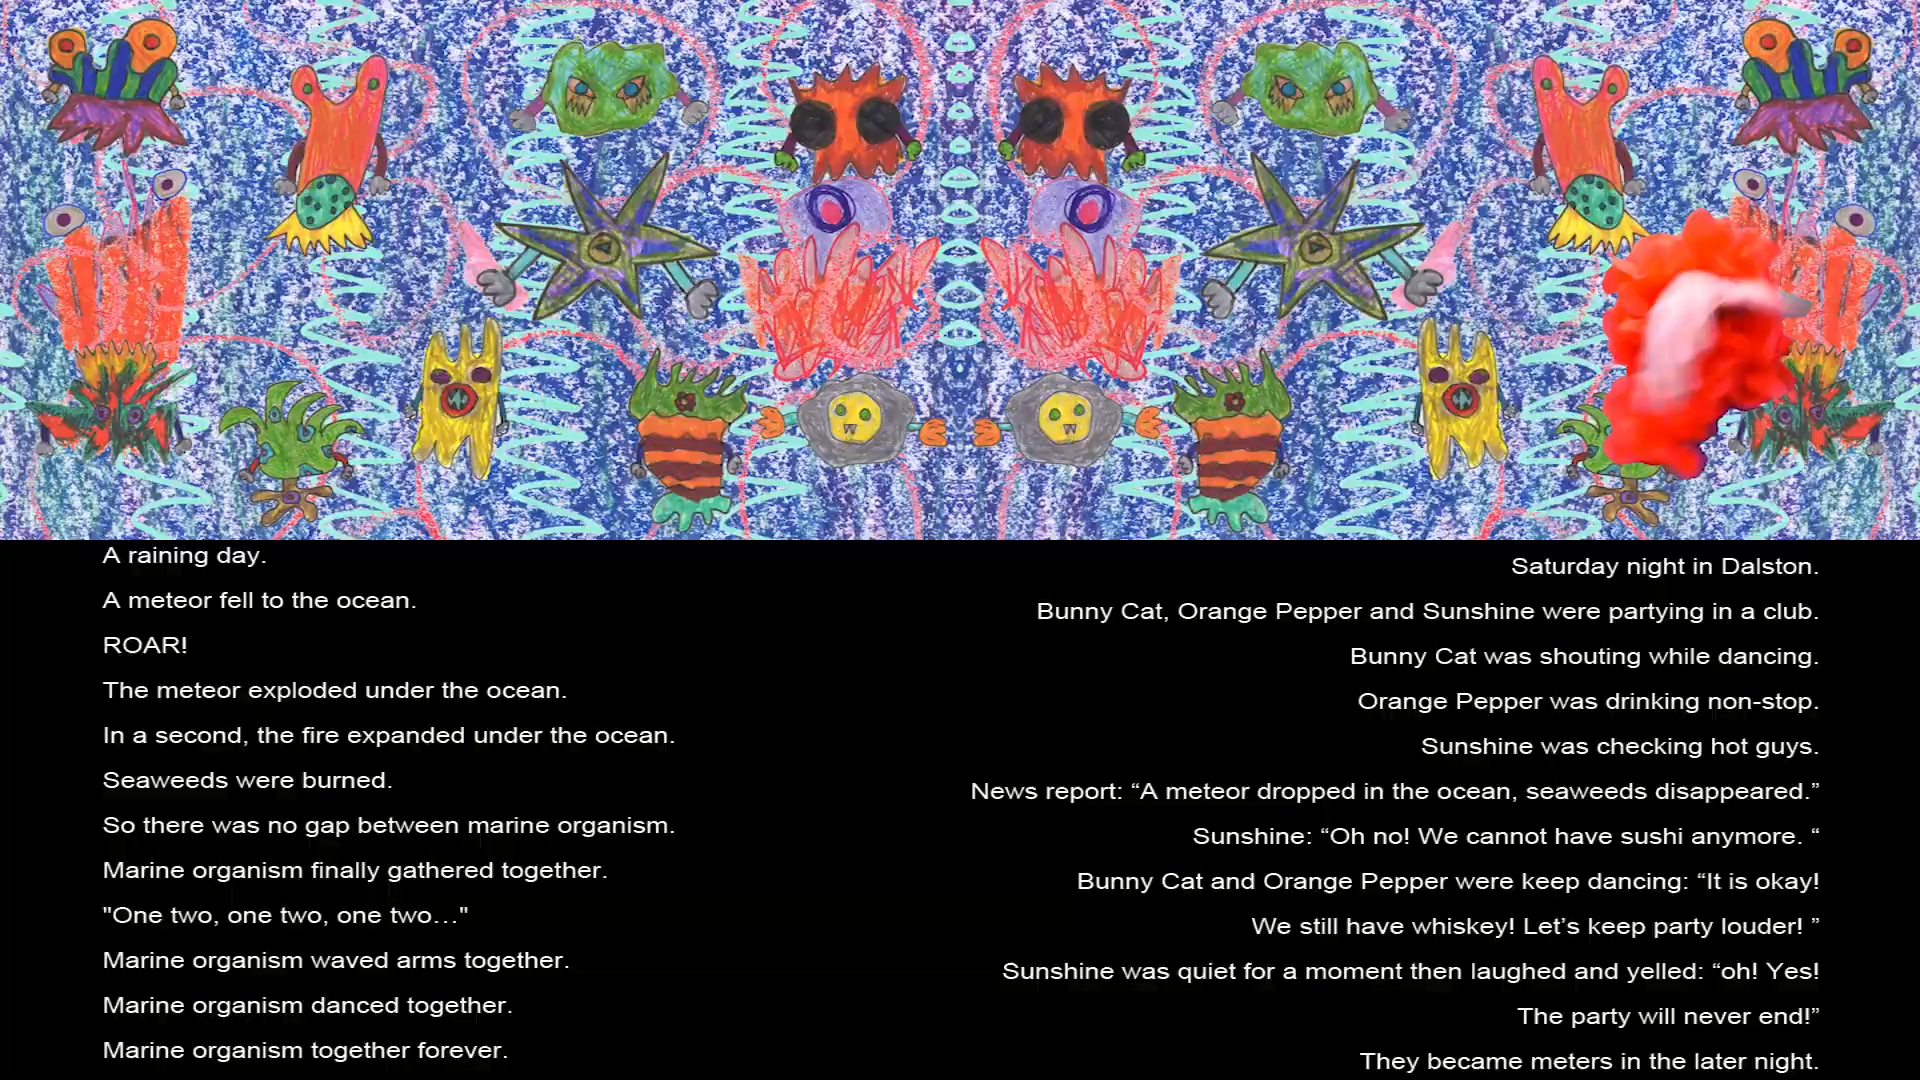 A raining day.
A meteor fell to the ocean.
ROAR!
The meteor exploded under the ocean.
In a second, the fire expanded under the ocean.
Seaweeds were burned.
So there was no gap between marine organism.
Marine organism finally gathered together.
"One two, one two, one two…"
Marine organism waved arms together.
Marine organism danced together.
Marine organism together forever.
Saturday night in Dalston.
Bunny Cat, Orange Pepper and Sunshine were partying in a club.
Bunny Cat was shouting while dancing.
Orange Pepper was drinking non-stop.
Sunshine was checking hot guys.
News report: “A meteor dropped in the ocean, seaweeds disappeared.”
Sunshine: “Oh no! We cannot have sushi anymore. “
Bunny Cat and Orange Pepper were keep dancing: “It is okay!
We still have whiskey! Let’s keep party louder! ”
Sunshine was quiet for a moment then laughed and yelled: “oh! Yes!
The party will never end!”
They became meters in the later night.